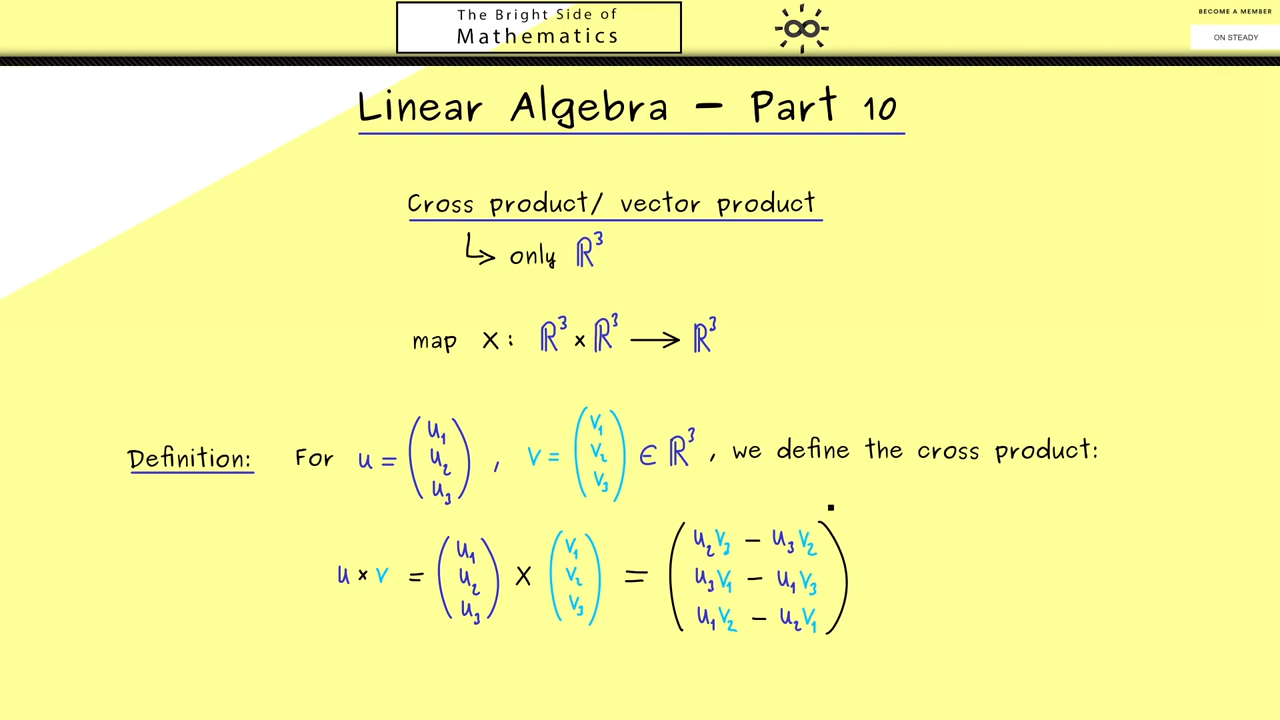 The Bright Side of
Mathematics
BECOME A MEMBER
ON STEADY
Linear Algebra – Part 10
Cross product/ vector product
↳ only ℝ³
map × : ℝ³ × ℝ³ ⟶ ℝ³
Definition: For u = (u₁ u₂ u₃) , v = (v₁ v₂ v₃) ∈ ℝ³ , we define the cross product:
u × v = (u₁ u₂ u₃) × (v₁ v₂ v₃) = (u₂v₃ − u₃v₂ u₃v₁ − u₁v₃ u₁v₂ − u₂v₁)